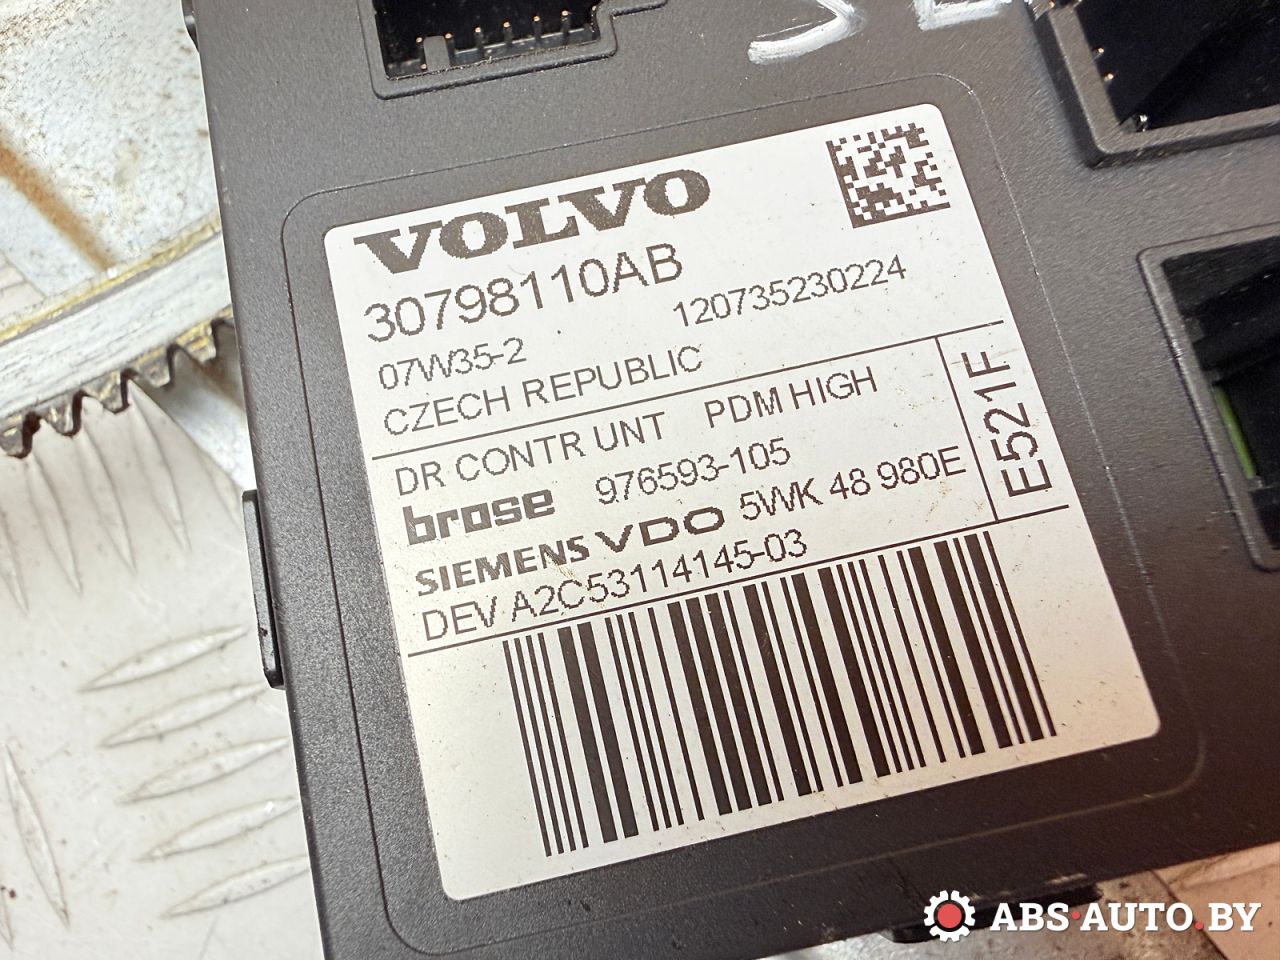 VOLVO
30798110AB
07W35-2
120735230224
CZECH REPUBLIC
DR CONTR UNT PDM HIGH
brose 976593-105
SIEMENS VDO 5WK 48 980E
DEV A2C53114145-03
E521F
ABS-AUTO.BY